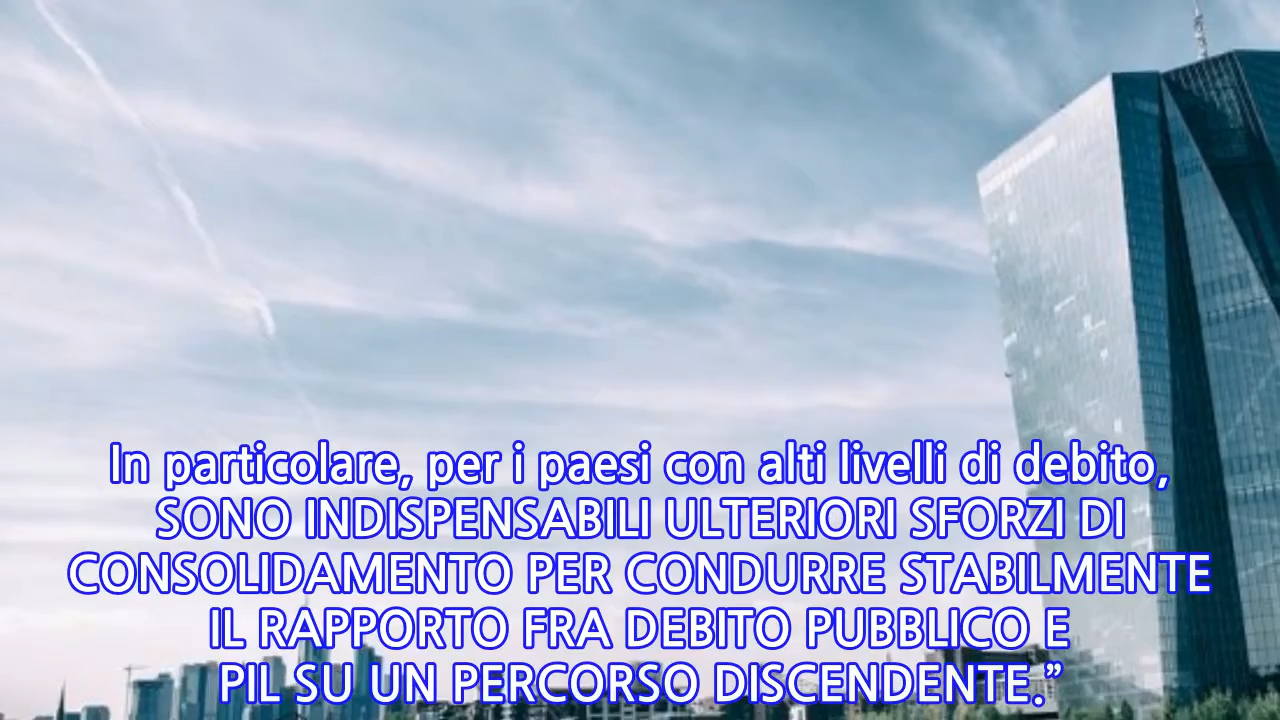 In particolare, per i paesi con alti livelli di debito,
SONO INDISPENSABILI ULTERIORI SFORZI DI
CONSOLIDAMENTO PER CONDURRE STABILMENTE
IL RAPPORTO FRA DEBITO PUBBLICO E
PIL SU UN PERCORSO DISCENDENTE.”